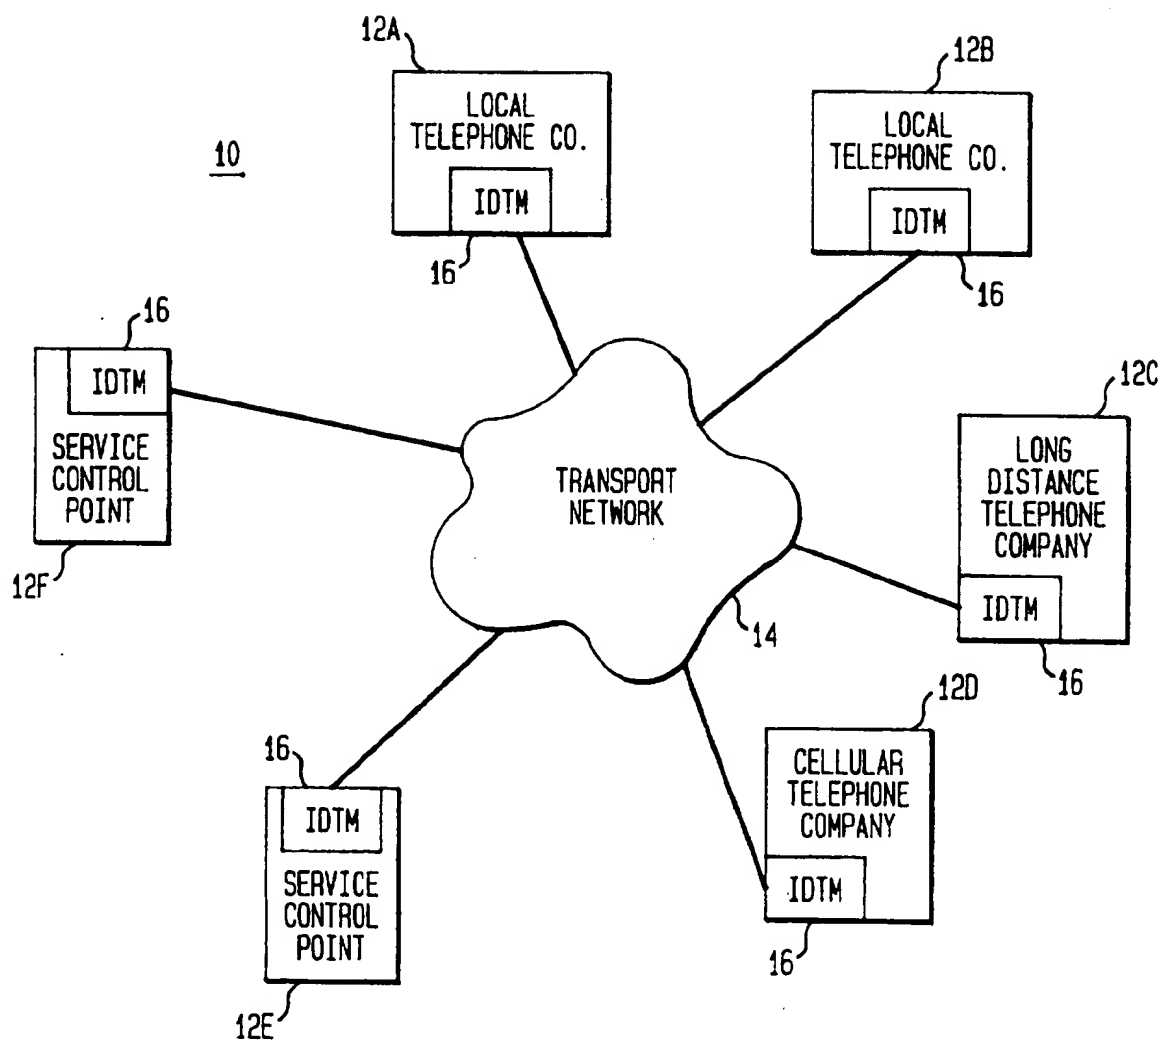 12A
LOCAL
TELEPHONE CO.
IDTM
16
12B
LOCAL
TELEPHONE CO.
IDTM
16
10
16
IDTM
SERVICE
CONTROL
POINT
12F
TRANSPORT
NETWORK
14
12C
LONG
DISTANCE
TELEPHONE
COMPANY
IDTM
16
12D
CELLULAR
TELEPHONE
COMPANY
IDTM
16
16
IDTM
SERVICE
CONTROL
POINT
12E